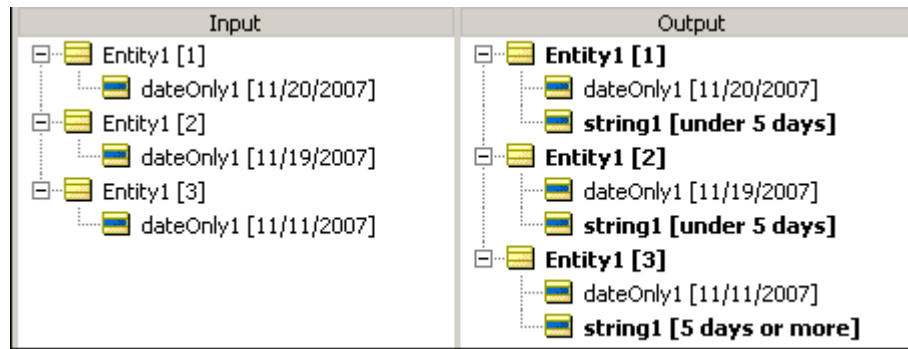 Input
Entity1 [1]
dateOnly1 [11/20/2007]
Entity1 [2]
dateOnly1 [11/19/2007]
Entity1 [3]
dateOnly1 [11/11/2007]
Output
Entity1 [1]
dateOnly1 [11/20/2007]
string1 [under 5 days]
Entity1 [2]
dateOnly1 [11/19/2007]
string1 [under 5 days]
Entity1 [3]
dateOnly1 [11/11/2007]
string1 [5 days or more]